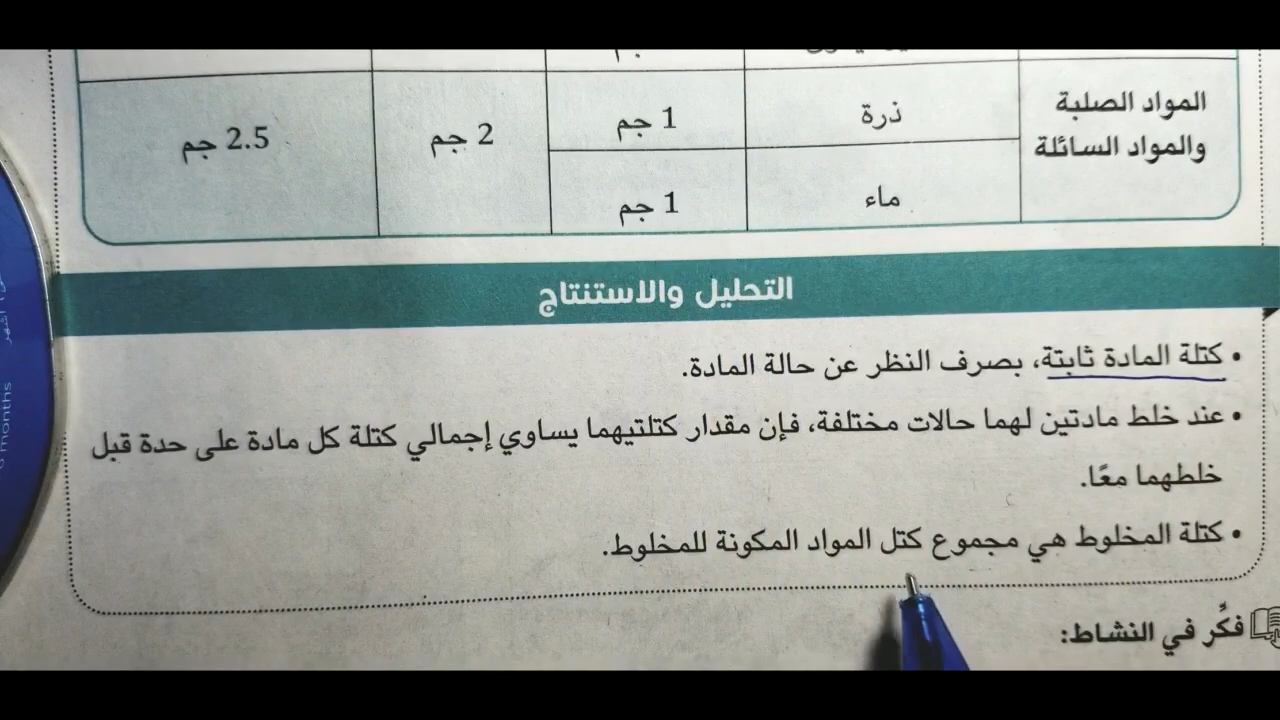 المواد الصلبة
والمواد السائلة
ذرة
1 جم
2 جم
2.5 جم
ماء
1 جم
التحليل والاستنتاج
• كتلة المادة ثابتة، بصرف النظر عن حالة المادة.
• عند خلط مادتين لهما حالات مختلفة، فإن مقدار كتلتيهما يساوي إجمالي كتلة كل مادة على حدة قبل
خلطهما معًا.
• كتلة المخلوط هي مجموع كتل المواد المكونة للمخلوط.
فكِّر في النشاط:
months